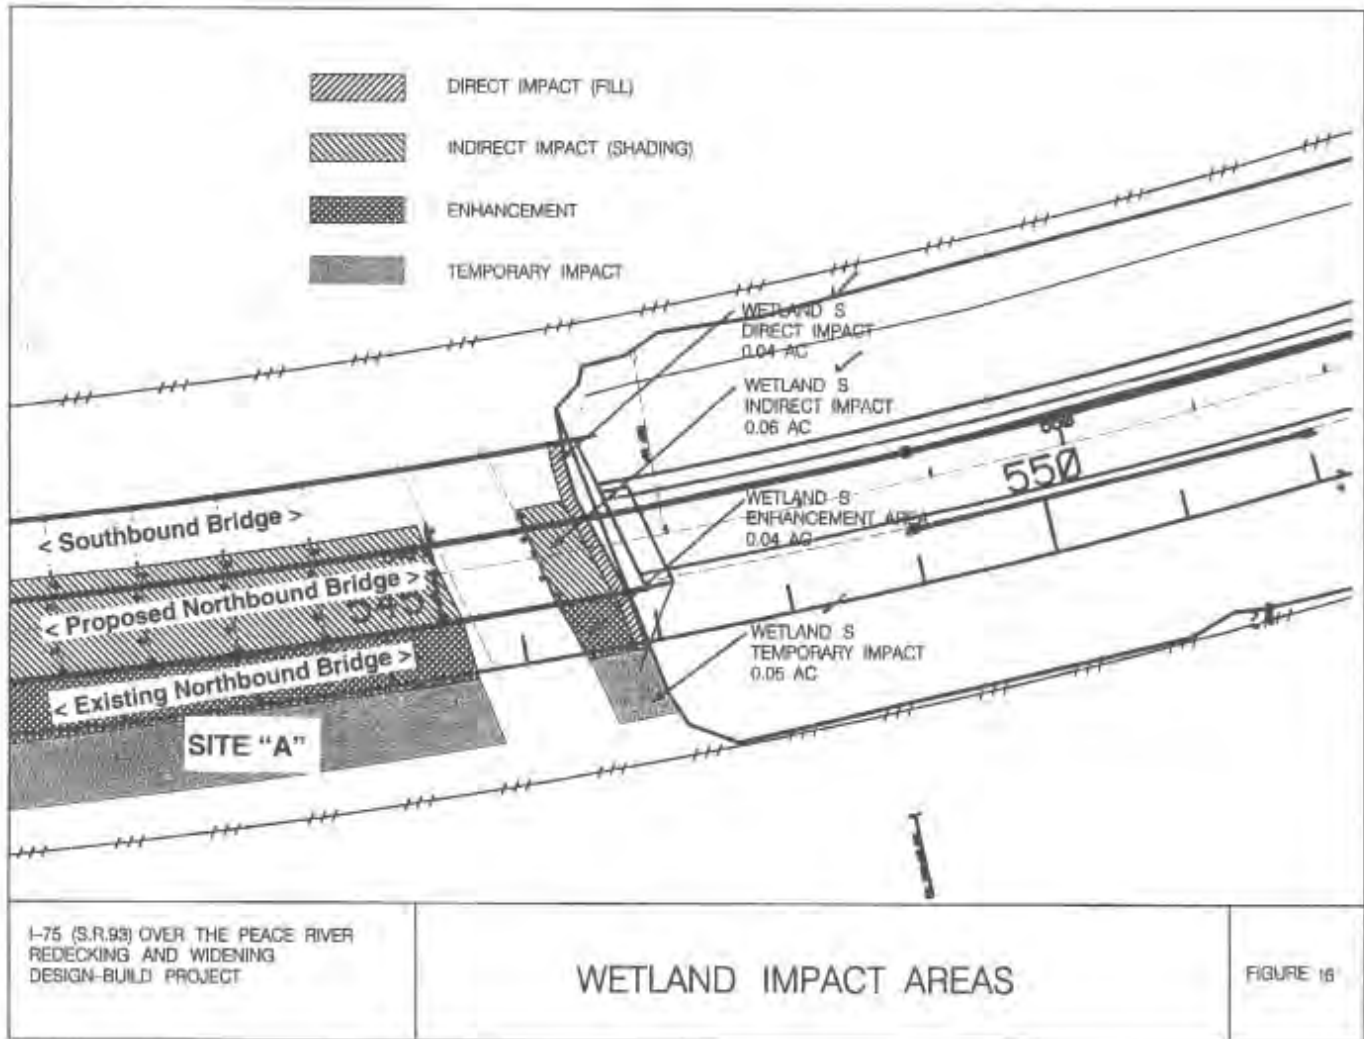 DIRECT IMPACT (FILL)
INDIRECT IMPACT (SHADING)
ENHANCEMENT
TEMPORARY IMPACT
WETLAND S
DIRECT IMPACT
0.04 AC
WETLAND S
INDIRECT IMPACT
0.06 AC
WETLAND S
ENHANCEMENT AREA
0.04 AC
WETLAND S
TEMPORARY IMPACT
0.05 AC
550
< Southbound Bridge >
< Proposed Northbound Bridge >
545
< Existing Northbound Bridge >
SITE "A"
I-75 (S.R.93) OVER THE PEACE RIVER
REDECKING AND WIDENING
DESIGN-BUILD PROJECT
WETLAND IMPACT AREAS
FIGURE 16